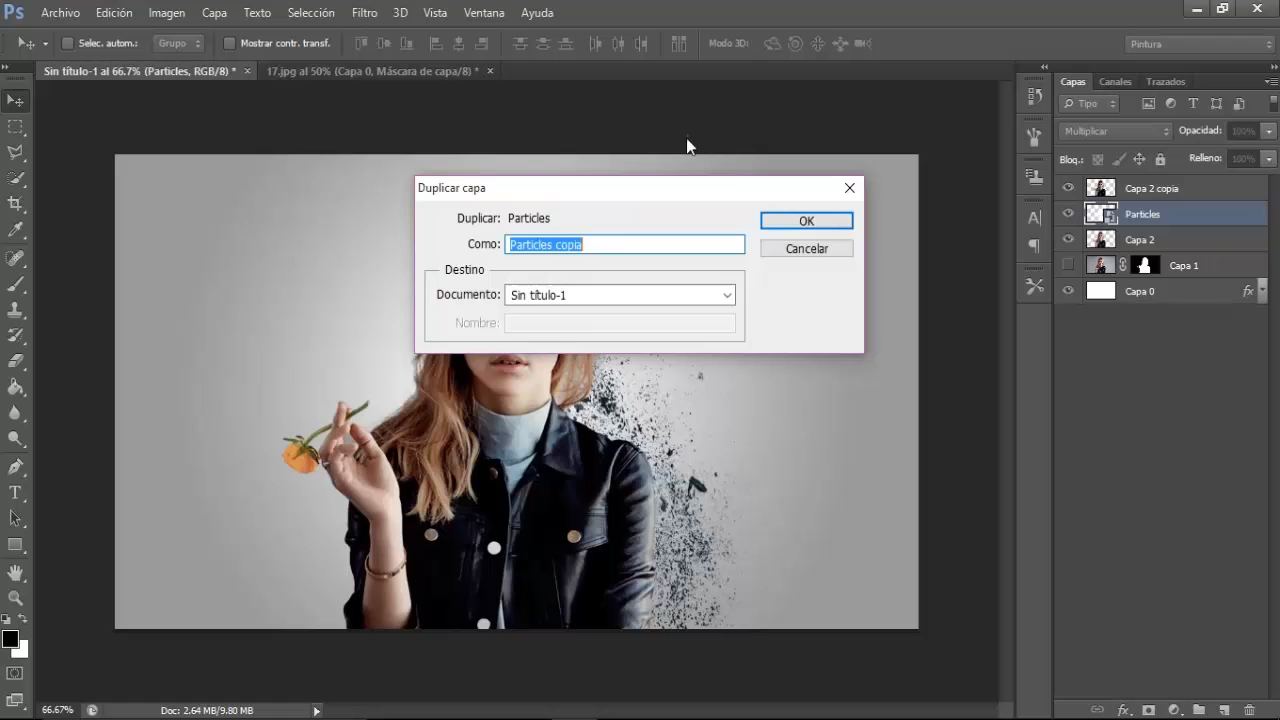 Ps Archivo Edición Imagen Capa Texto Selección Filtro 3D Vista Ventana Ayuda
Selec. autom.: Grupo Mostrar contr. transf. Modo 3D: Pintura
Sin título-1 al 66.7% (Particles, RGB/8) * × 17.jpg al 50% (Capa 0, Máscara de capa/8) * ×
Capas Canales Trazados
Tipo
Multiplicar Opacidad: 100%
Bloq.: Relleno: 100%
Capa 2 copia
Particles
Capa 2
Capa 1
Capa 0 fx
Duplicar capa
Duplicar: Particles
OK
Como: Particles copia
Cancelar
Destino
Documento: Sin título-1
Nombre:
66.67% Doc: 2.64 MB/9.80 MB